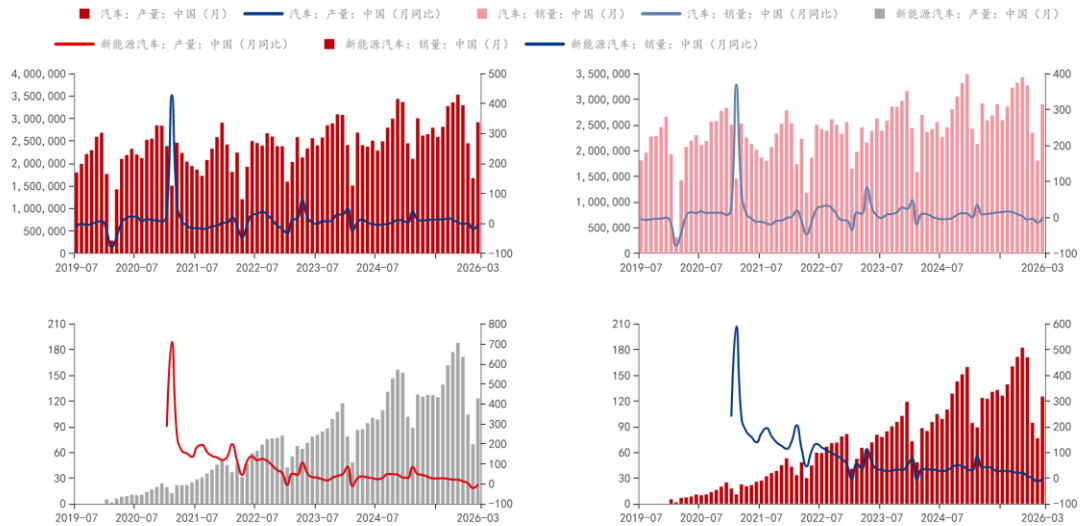 汽车：产量：中国（月） 汽车：产量：中国（月同比） 汽车：销量：中国（月） 汽车：销量：中国（月同比） 新能源汽车：产量：中国（月）
新能源汽车：产量：中国（月同比） 新能源汽车：销量：中国（月） 新能源汽车：销量：中国（月同比）
4,000,000 500 3,500,000 400
3,500,000 400 3,000,000 300
3,000,000 300 2,500,000
2,500,000 200 2,000,000 200
2,000,000 100 1,500,000 100
1,500,000 0 1,000,000 0
1,000,000 500,000
500,000
0 -100 0 -100
2019-07 2020-07 2021-07 2022-07 2023-07 2024-07 2026-03 2019-07 2020-07 2021-07 2022-07 2023-07 2024-07 2026-03
210 800 210 600
180 700 180 500
150 600 150 400
120 500 120 300
90 400 90 200
60 300 60 100
30 200 30 0
100
0
0 -100 0 -100
2019-07 2020-07 2021-07 2022-07 2023-07 2024-07 2026-03 2019-07 2020-07 2021-07 2022-07 2023-07 2024-07 2026-03